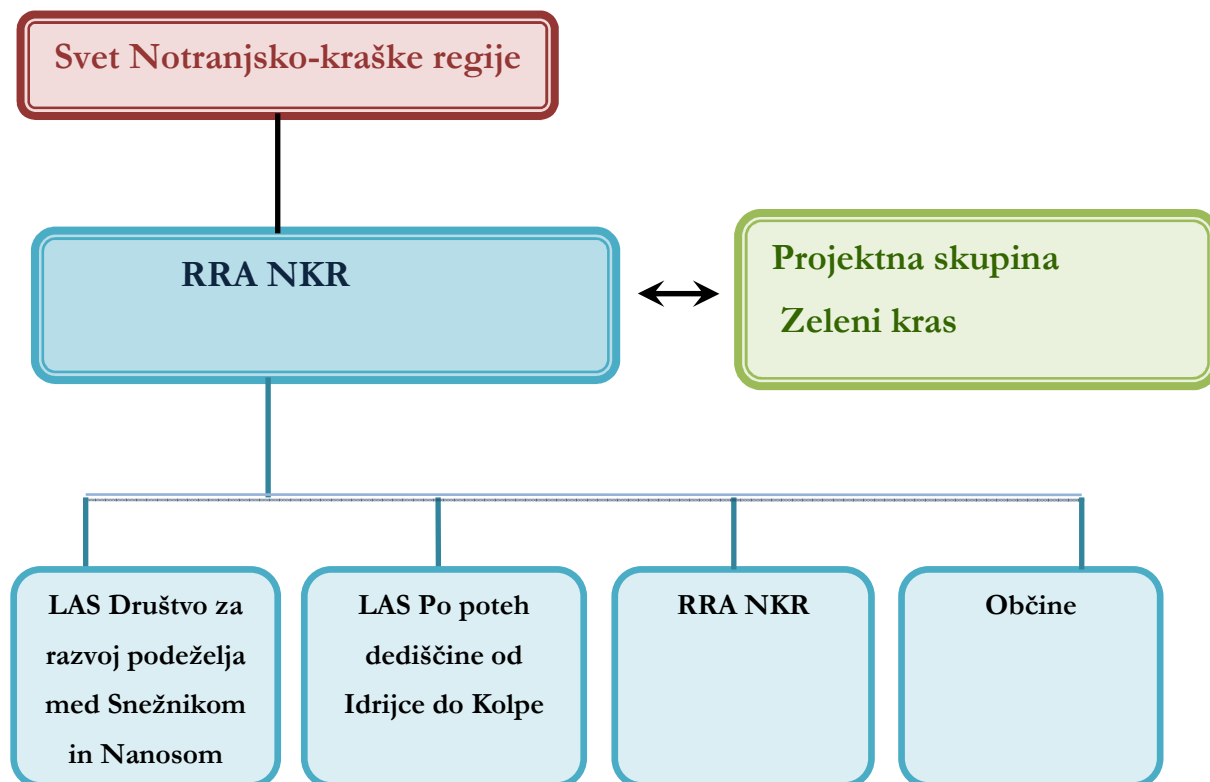 Svet Notranjsko-kraške regije
RRA NKR
Projektna skupina
Zeleni kras
LAS Društvo za
razvoj podeželja
med Snežnikom
in Nanosom
LAS Po poteh
dediščine od
Idrijce do Kolpe
RRA NKR
Občine